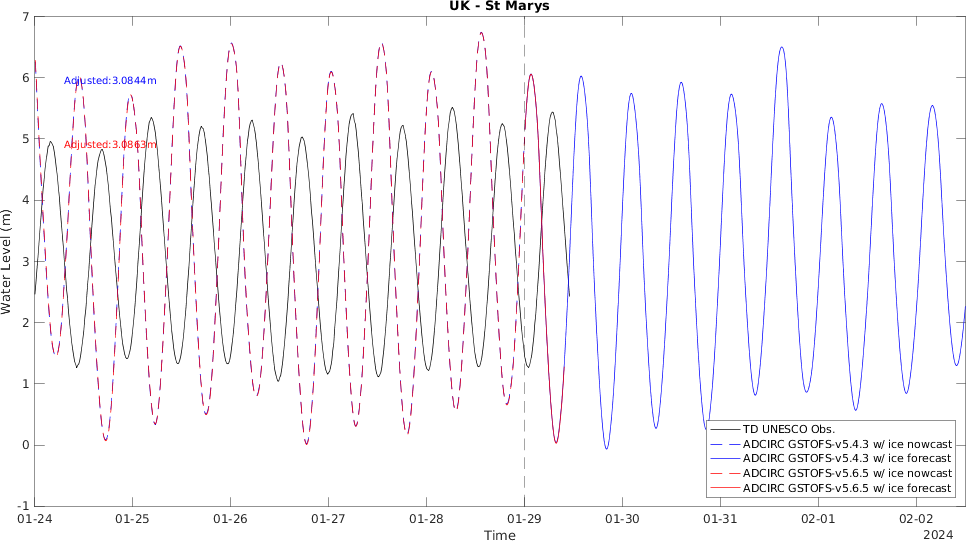 UK - St Marys
7
6
5
4
3
2
1
0
-1
Water Level (m)
Adjusted:3.0844m
Adjusted:3.0863m
TD UNESCO Obs.
ADCIRC GSTOFS-v5.4.3 w/ ice nowcast
ADCIRC GSTOFS-v5.4.3 w/ ice forecast
ADCIRC GSTOFS-v5.6.5 w/ ice nowcast
ADCIRC GSTOFS-v5.6.5 w/ ice forecast
01-24 01-25 01-26 01-27 01-28 01-29 01-30 01-31 02-01 02-02
Time
2024